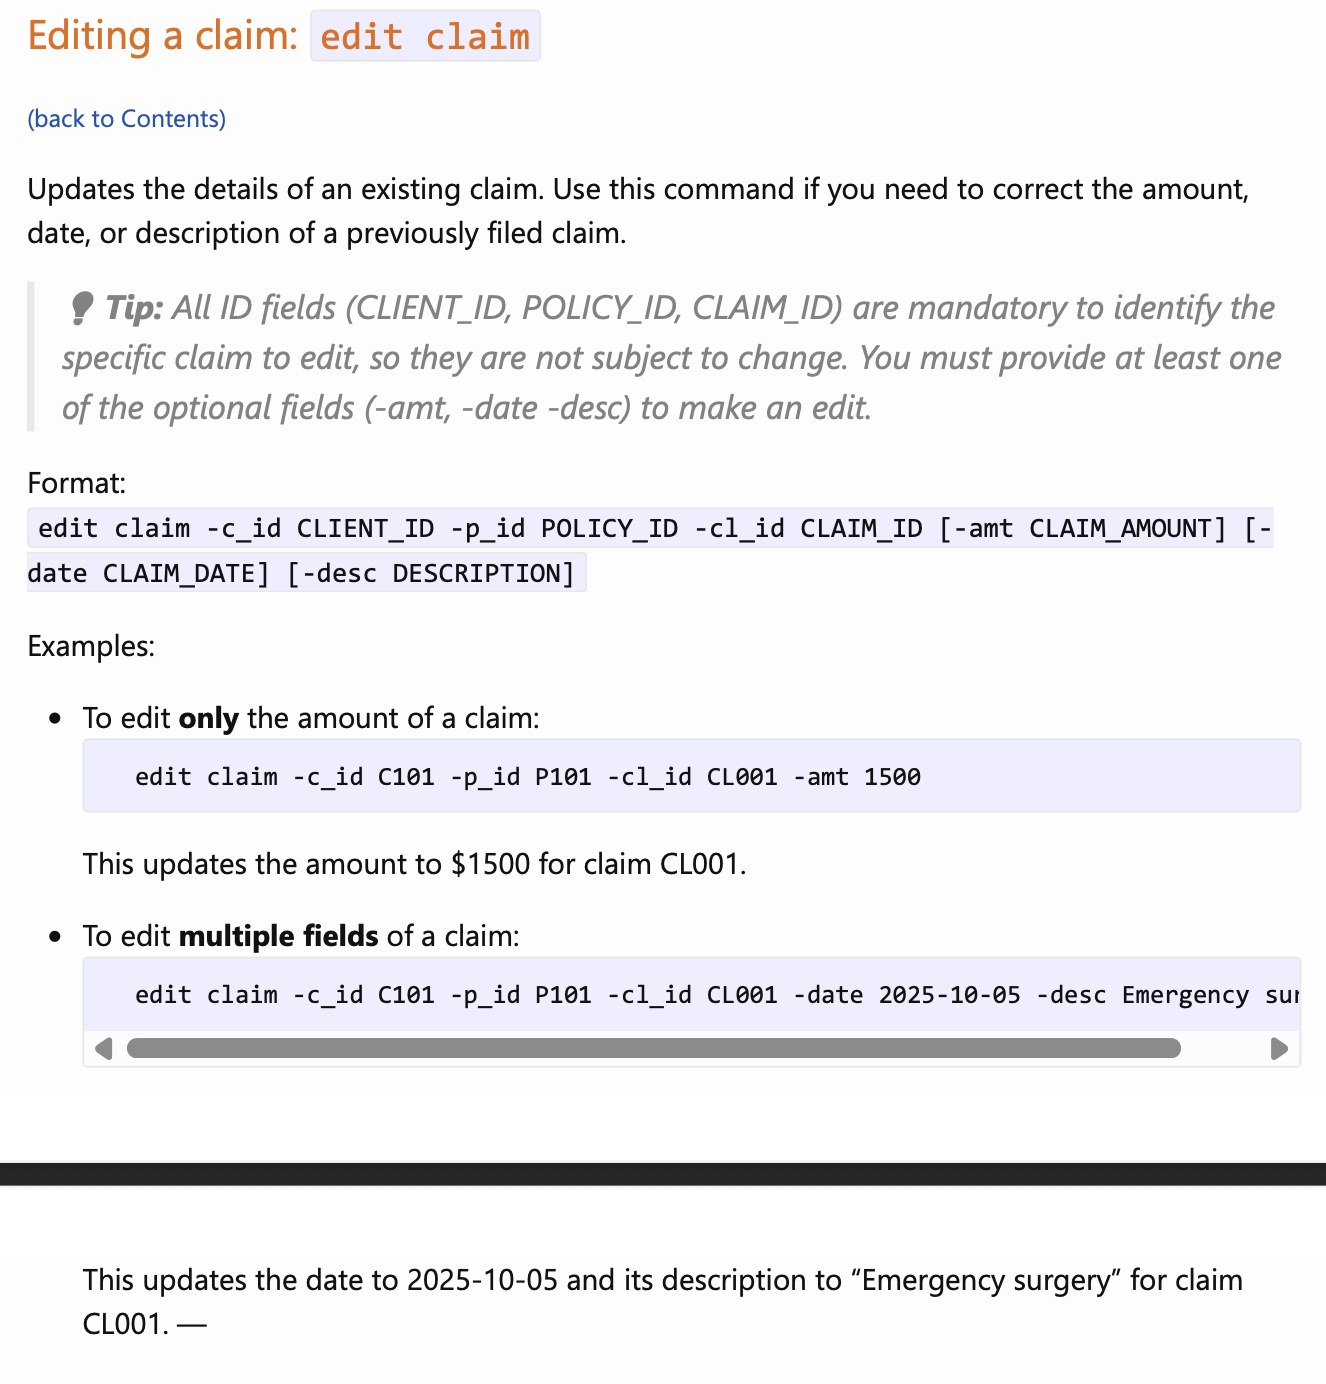 Editing a claim: edit claim
(back to Contents)
Updates the details of an existing claim. Use this command if you need to correct the amount,
date, or description of a previously filed claim.
Tip: All ID fields (CLIENT_ID, POLICY_ID, CLAIM_ID) are mandatory to identify the
specific claim to edit, so they are not subject to change. You must provide at least one
of the optional fields (-amt, -date -desc) to make an edit.
Format:
edit claim -c_id CLIENT_ID -p_id POLICY_ID -cl_id CLAIM_ID [-amt CLAIM_AMOUNT] [-
date CLAIM_DATE] [-desc DESCRIPTION]
Examples:
• To edit only the amount of a claim:
edit claim -c_id C101 -p_id P101 -cl_id CL001 -amt 1500
This updates the amount to $1500 for claim CL001.
• To edit multiple fields of a claim:
edit claim -c_id C101 -p_id P101 -cl_id CL001 -date 2025-10-05 -desc Emergency sur
This updates the date to 2025-10-05 and its description to “Emergency surgery” for claim
CL001. —